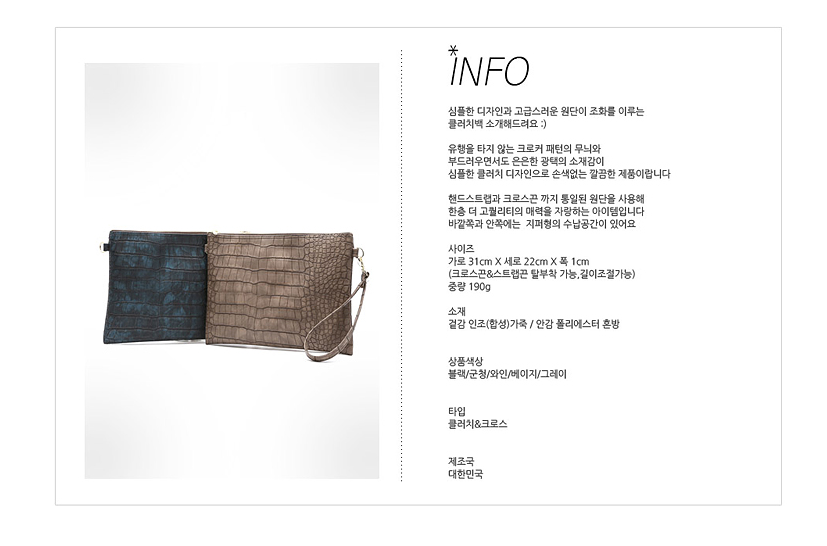 *
INFO
심플한 디자인과 고급스러운 원단이 조화를 이루는
클러치백 소개해드려요 :)
유행을 타지 않는 크로커 패턴의 무늬와
부드러우면서도 은은한 광택의 소재감이
심플한 클러치 디자인으로 손색없는 깔끔한 제품이랍니다
핸드스트랩과 크로스끈 까지 통일된 원단을 사용해
한층 더 고퀄리티의 매력을 자랑하는 아이템입니다
바깥쪽과 안쪽에는 지퍼형의 수납공간이 있어요
사이즈
가로 31cm X 세로 22cm X 폭 1cm
(크로스끈&스트랩끈 탈부착 가능,길이조절가능)
중량 190g
소재
겉감 인조(합성)가죽 / 안감 폴리에스터 혼방
상품색상
블랙/군청/와인/베이지/그레이
타입
클러치&크로스
제조국
대한민국